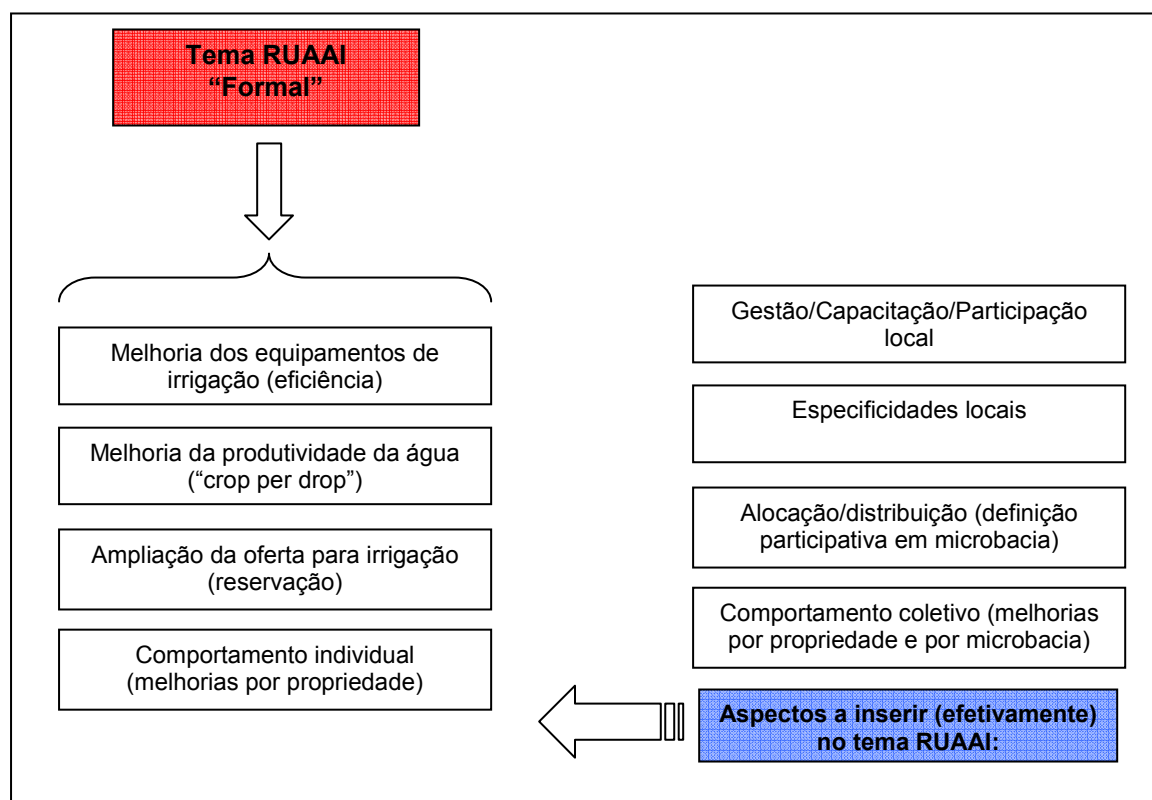 Tema RUAAI
“Formal”
Melhoria dos equipamentos de
irrigação (eficiência)
Melhoria da produtividade da água
(“crop per drop”)
Ampliação da oferta para irrigação
(reservação)
Comportamento individual
(melhorias por propriedade)
Gestão/Capacitação/Participação
local
Especificidades locais
Alocação/distribuição (definição
participativa em microbacia)
Comportamento coletivo (melhorias
por propriedade e por microbacia)
Aspectos a inserir (efetivamente)
no tema RUAAI: